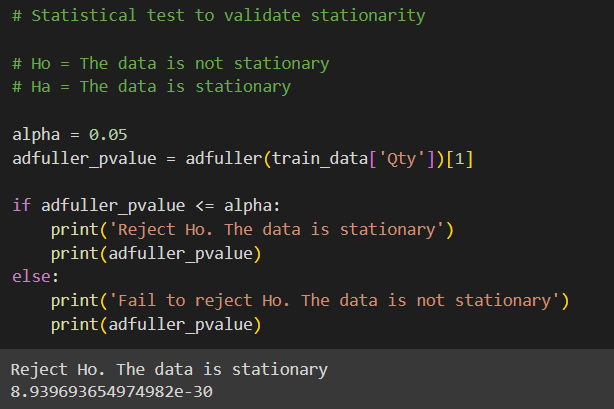 # Statistical test to validate stationarity
# Ho = The data is not stationary
# Ha = The data is stationary
alpha = 0.05
adfuller_pvalue = adfuller(train_data['Qty'])[1]
if adfuller_pvalue <= alpha:
    print('Reject Ho. The data is stationary')
    print(adfuller_pvalue)
else:
    print('Fail to reject Ho. The data is not stationary')
    print(adfuller_pvalue)
Reject Ho. The data is stationary
8.939693654974982e-30